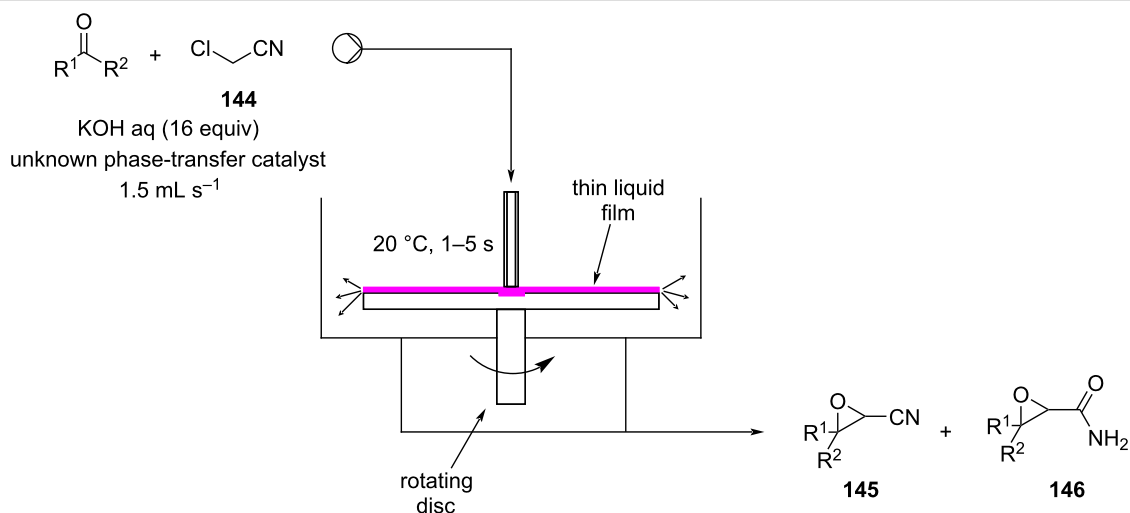 O
R1 R2 + Cl CN
144
KOH aq (16 equiv)
unknown phase-transfer catalyst
1.5 mL s–1
thin liquid
film
20 °C, 1–5 s
rotating
disc
O
CN
R1
R2
145
+
O
O
R1
R2
NH2
146